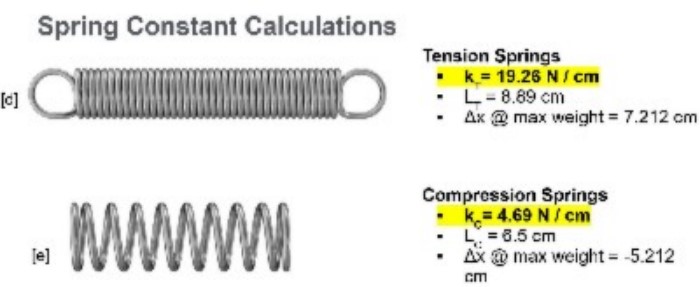 Spring Constant Calculations
[d]
Tension Springs
▪ k_T= 19.26 N / cm
▪ L_T = 8.89 cm
▪ Δx @ max weight = 7.212 cm
[e]
Compression Springs
▪ k_C= 4.69 N / cm
▪ L_C = 6.5 cm
▪ Δx @ max weight = -5.212
cm